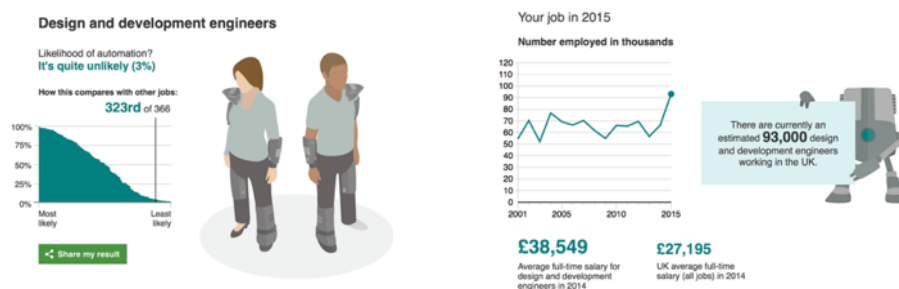 Design and development engineers
Likelihood of automation?
It's quite unlikely (3%)
How this compares with other jobs:
323rd of 366
100%
75%
50%
25%
0%
Most
likely
Least
likely
Share my result
Your job in 2015
Number employed in thousands
120
110
100
90
80
70
60
50
40
30
20
10
0
2001
2005
2010
2015
There are currently an
estimated 93,000 design
and development engineers
working in the UK.
£38,549
Average full-time salary for
design and development
engineers in 2014
£27,195
UK average full-time
salary (all jobs) in 2014